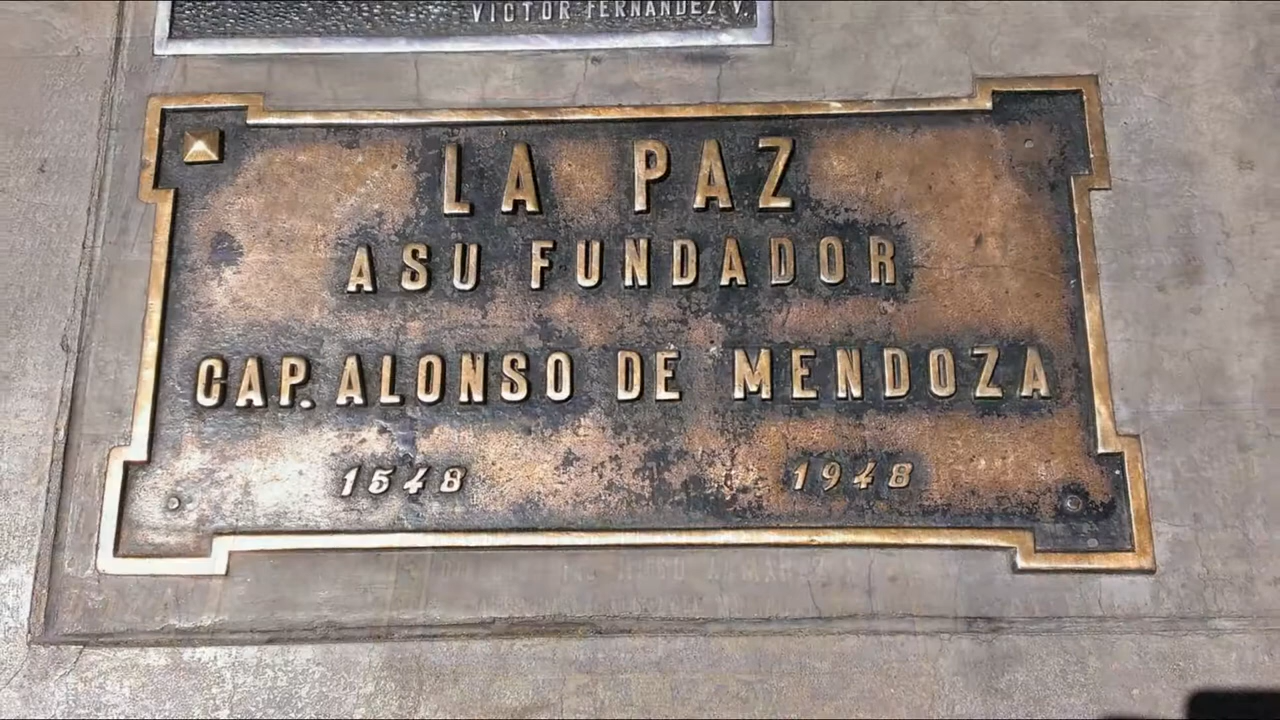 VICTOR FERNANDEZ V.
LA PAZ
A SU FUNDADOR
CAP. ALONSO DE MENDOZA
1548 1948